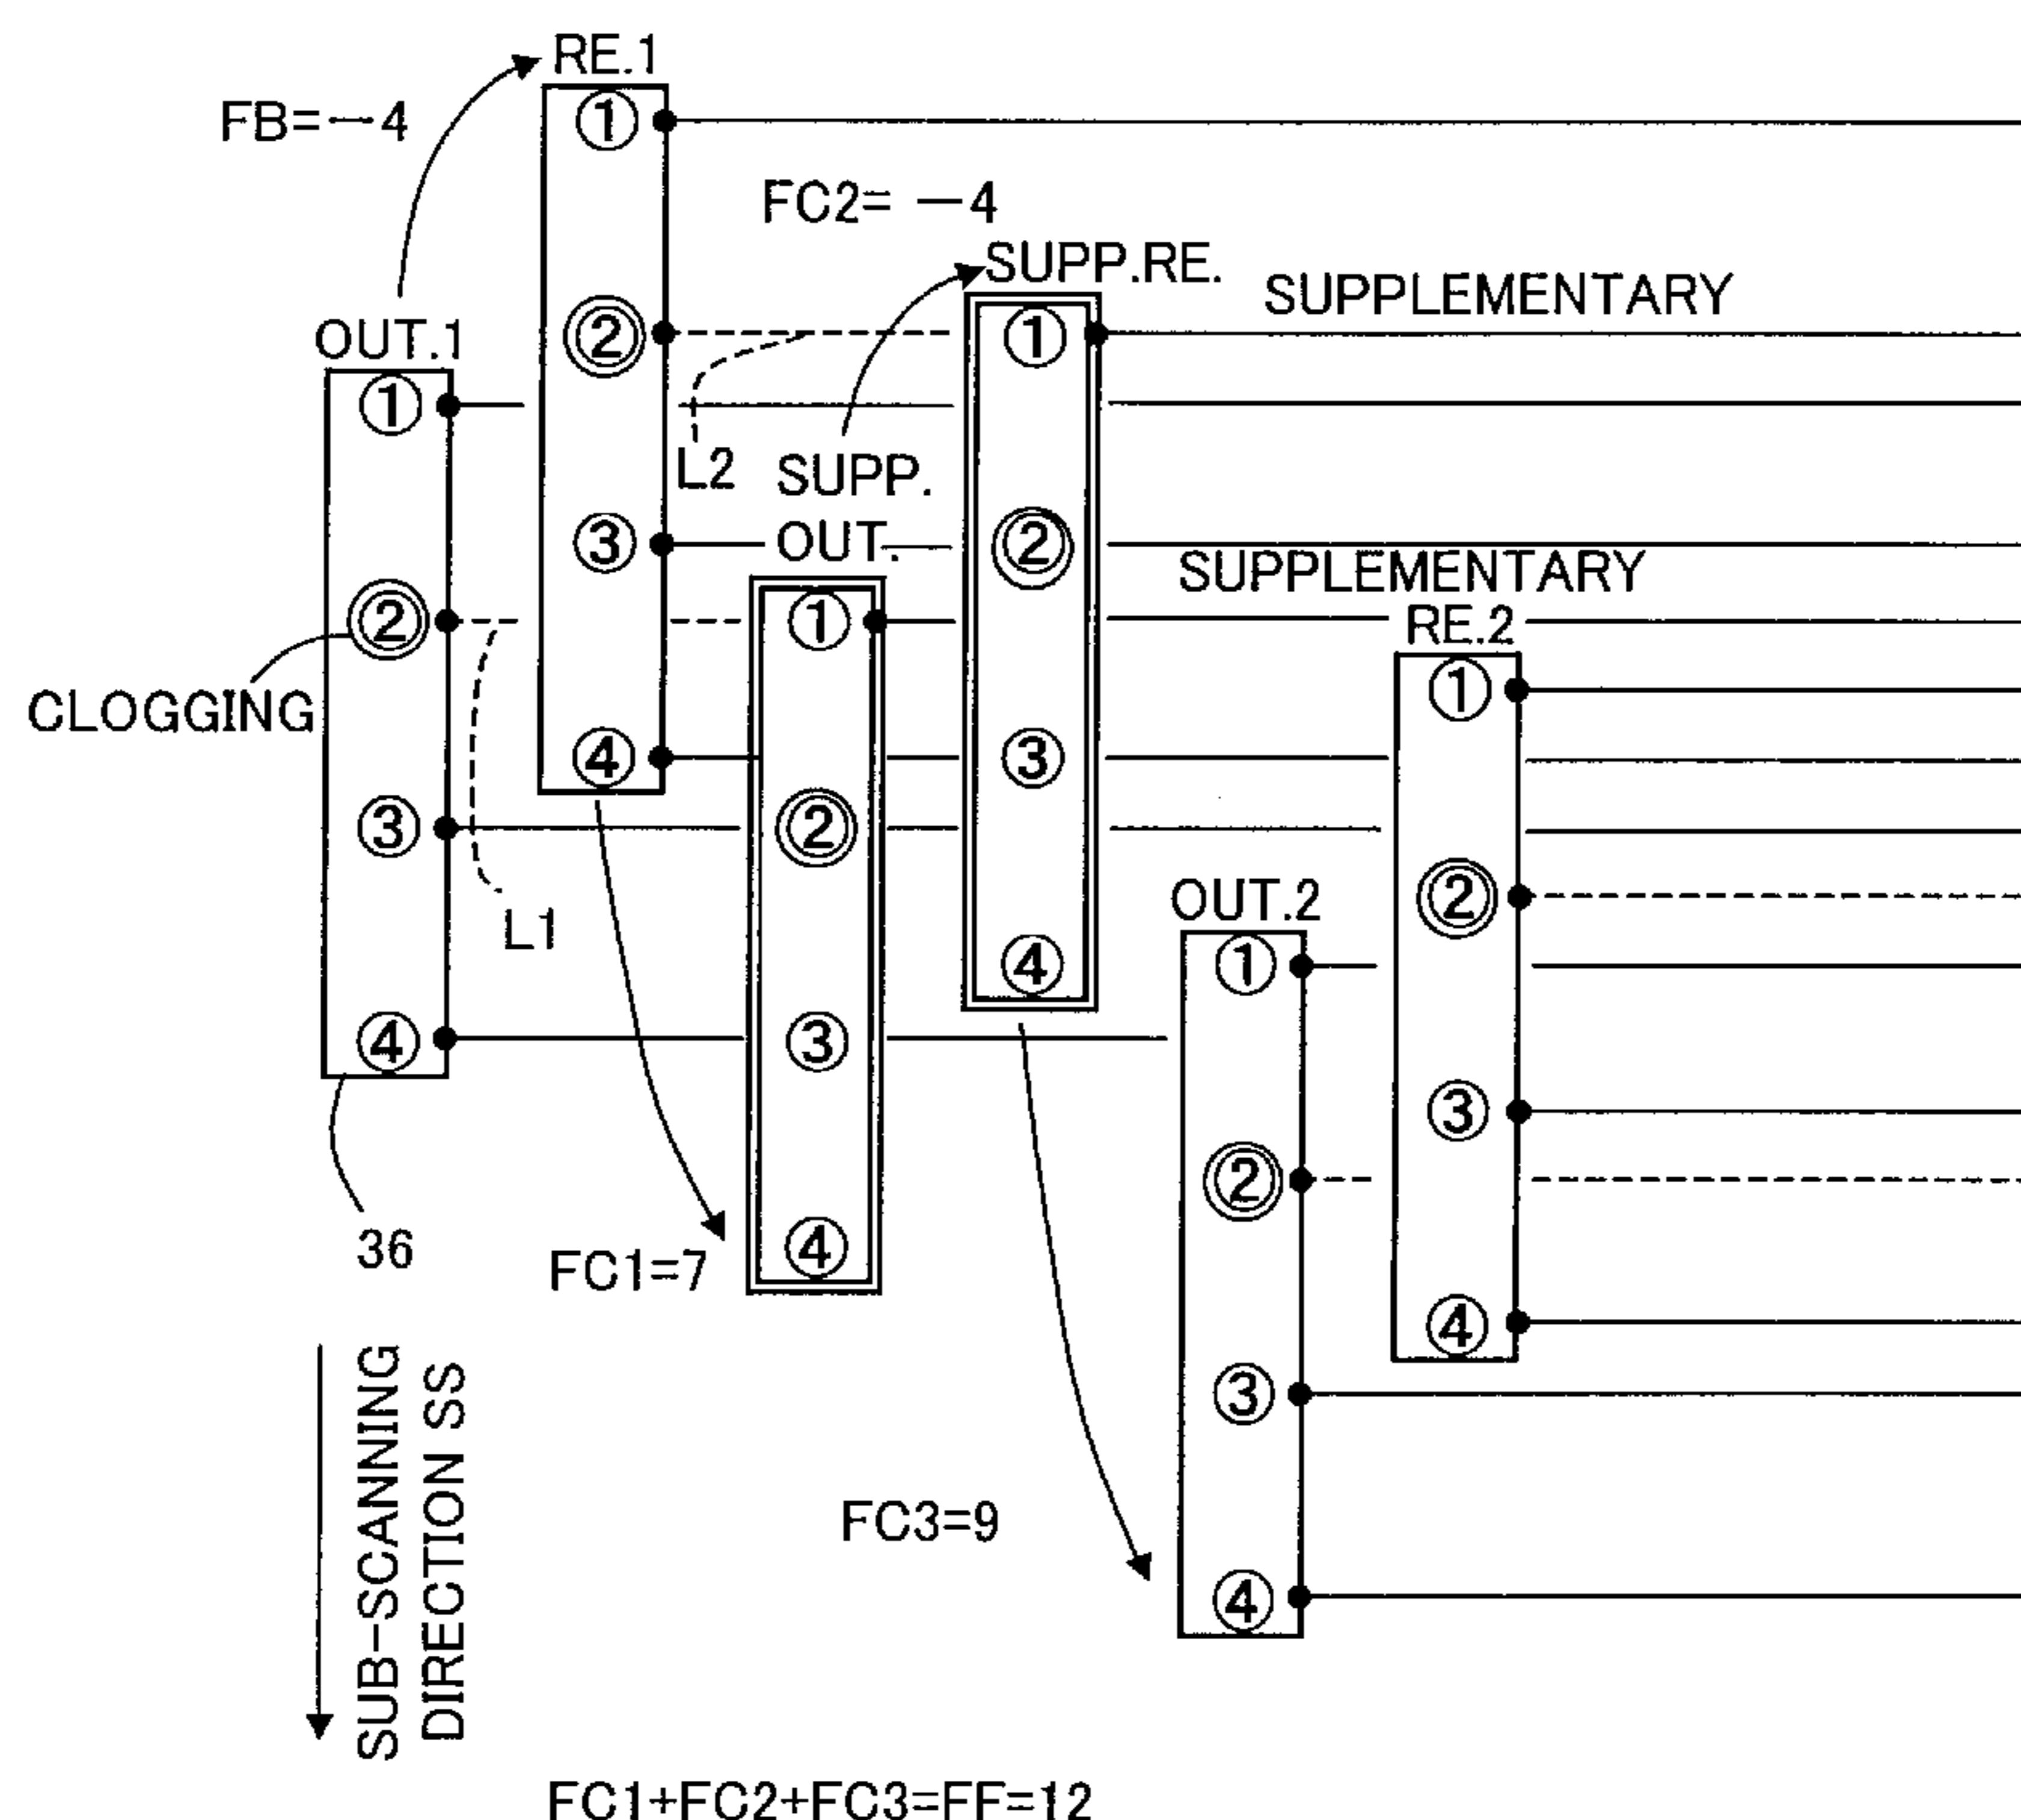 RE.1
FB=−4
①
FC2= −4
SUPP.RE.
SUPPLEMENTARY
OUT.1
②
①
①
L2
SUPP.
③
OUT.
②
SUPPLEMENTARY
②
①
RE.2
CLOGGING
①
④
③
③
②
②
OUT.2
L1
①
④
④
③
③
②
36
FC1=7
④
④
③
SUB-SCANNING
DIRECTION SS
FC3=9
④
FC1+FC2+FC3=FF=12